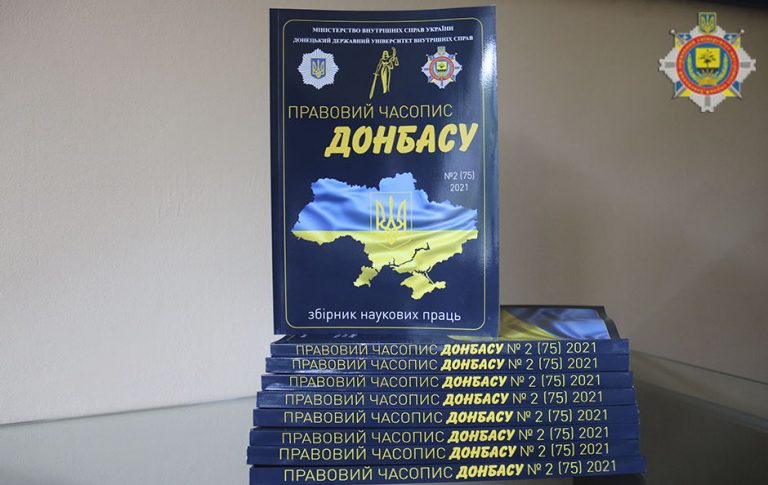 МІНІСТЕРСТВО ВНУТРІШНІХ СПРАВ УКРАЇНИ
ДОНЕЦЬКИЙ ДЕРЖАВНИЙ УНІВЕРСИТЕТ ВНУТРІШНІХ СПРАВ
ПРАВОВИЙ ЧАСОПИС
ДОНБАСУ
№2 (75)
2021
збірник наукових праць
ПРАВОВИЙ ЧАСОПИС ДОНБАСУ № 2 (75) 2021
ПРАВОВИЙ ЧАСОПИС ДОНБАСУ № 2 (75) 2021
ПРАВОВИЙ ЧАСОПИС ДОНБАСУ № 2 (75) 2021
ПРАВОВИЙ ЧАСОПИС ДОНБАСУ № 2 (75) 2021
ПРАВОВИЙ ЧАСОПИС ДОНБАСУ № 2 (75) 2021
ПРАВОВИЙ ЧАСОПИС ДОНБАСУ № 2 (75) 2021
ПРАВОВИЙ ЧАСОПИС ДОНБАСУ № 2 (75) 2021
ПРАВОВИЙ ЧАСОПИС ДОНБАСУ № 2 (75) 2021